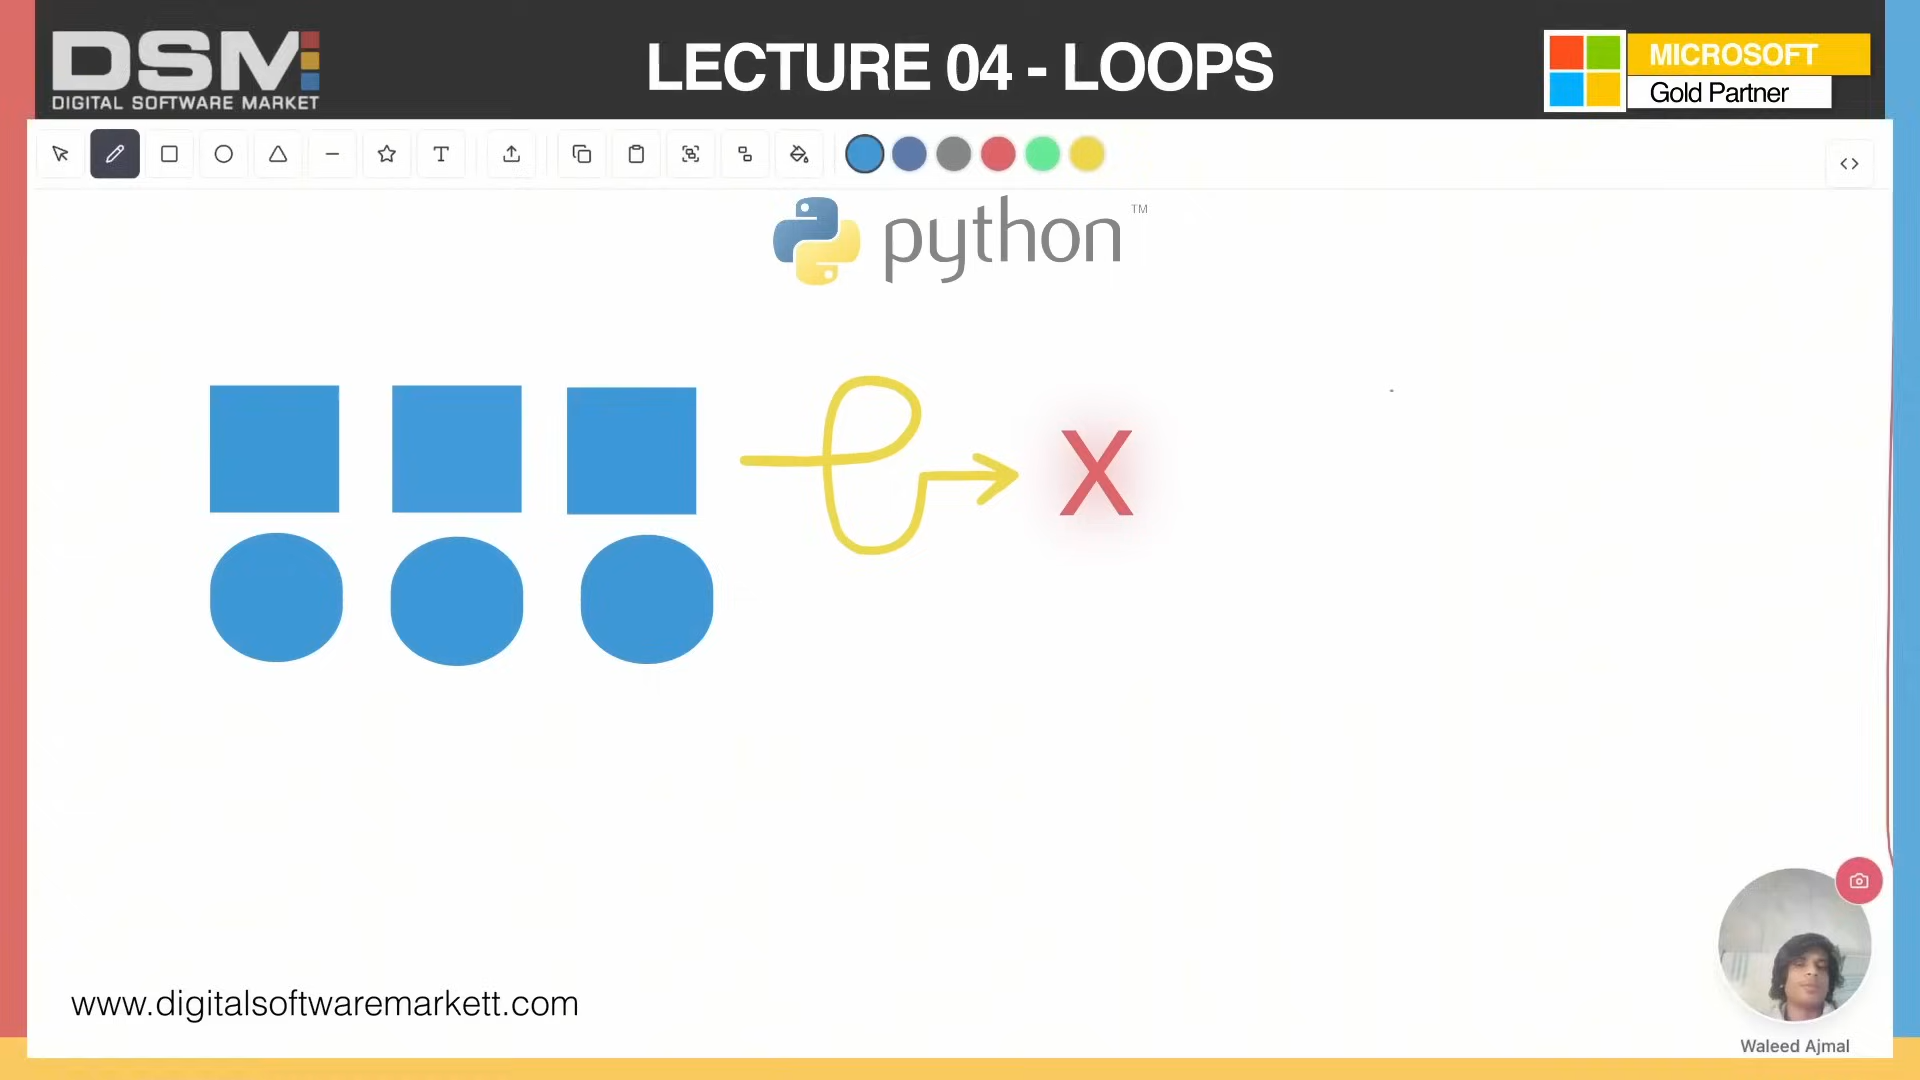 DSM
DIGITAL SOFTWARE MARKET
LECTURE 04 - LOOPS
MICROSOFT
Gold Partner
T
python TM
X
www.digitalsoftwaremarkett.com
Waleed Ajmal